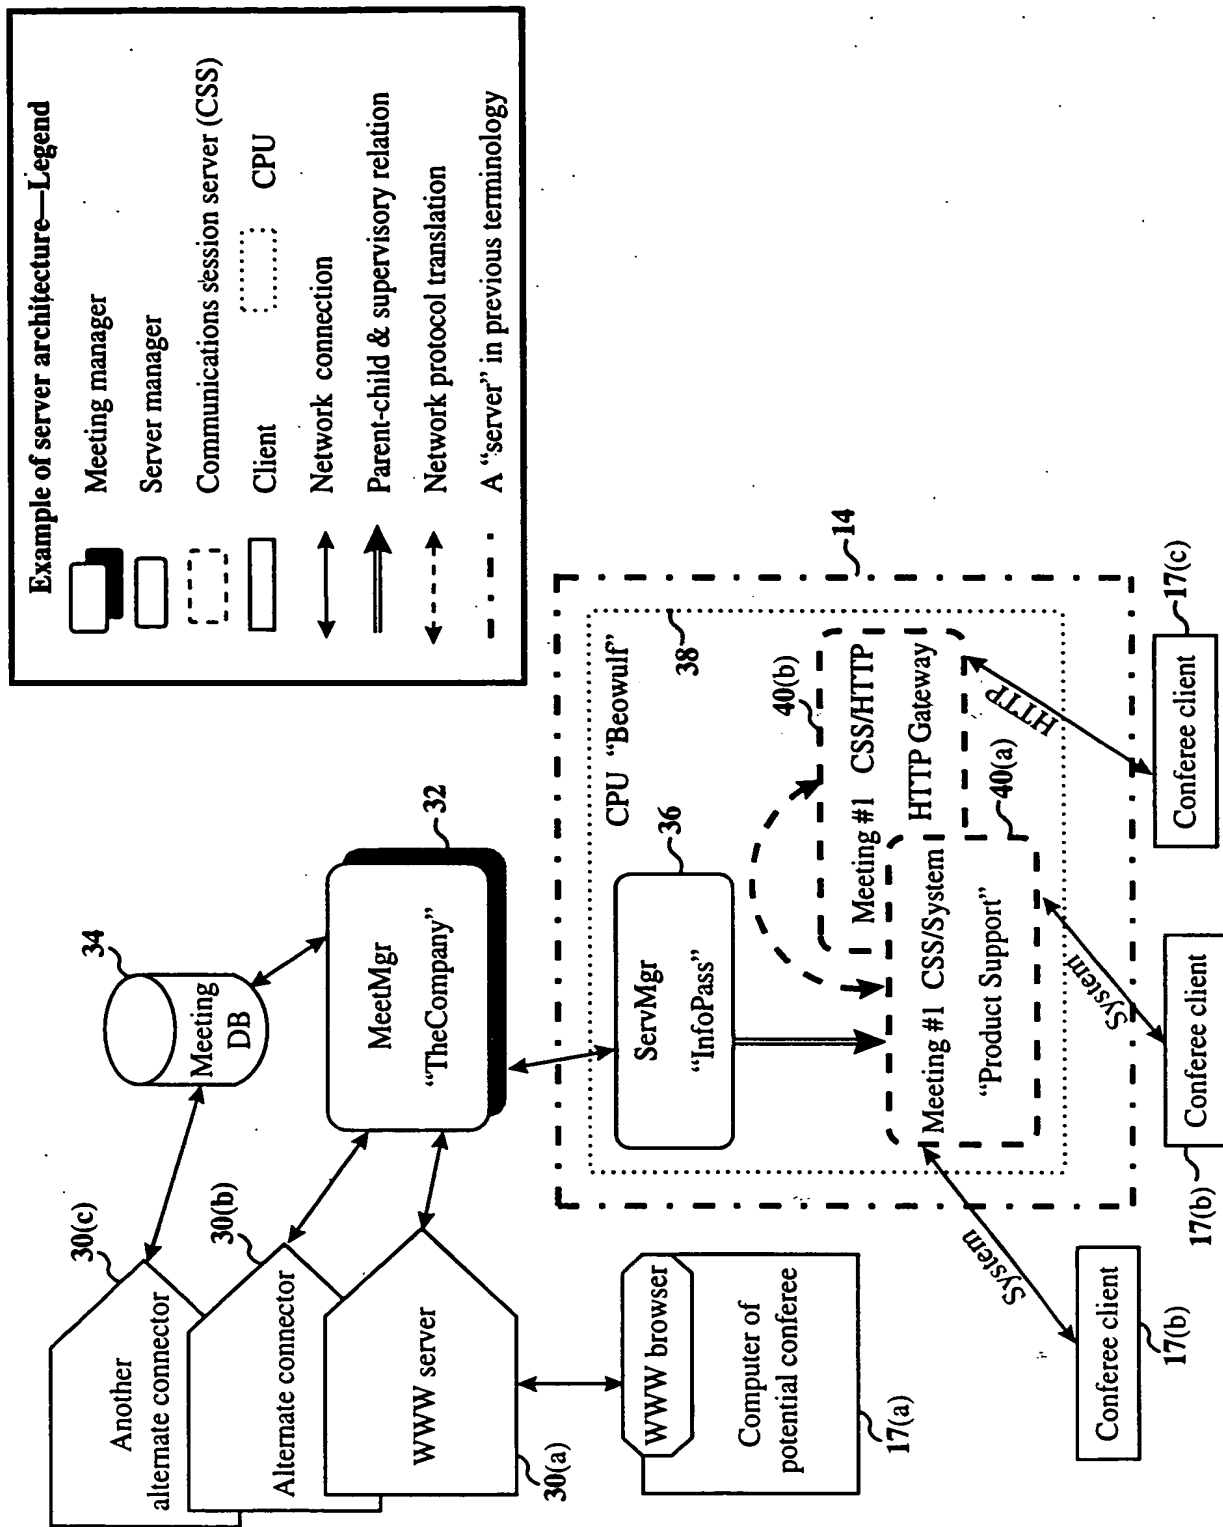 Example of server architecture—Legend
Meeting manager
Server manager
Communications session server (CSS)
Client
CPU
Network connection
Parent-child & supervisory relation
Network protocol translation
A “server” in previous terminology
30(c)
Another
alternate connector
30(b)
Alternate connector
WWW server
30(a)
34
Meeting
DB
32
MeetMgr
“TheCompany”
WWW browser
Computer of
potential conferee
17(a)
14
38
CPU “Beowulf”
36
ServMgr
“InfoPass”
40(b)
Meeting #1 CSS/HTTP
HTTP Gateway
40(a)
Meeting #1 CSS/System
“Product Support”
System
System
HTTP
Conferee client
17(b)
Conferee client
17(b)
Conferee client
17(c)